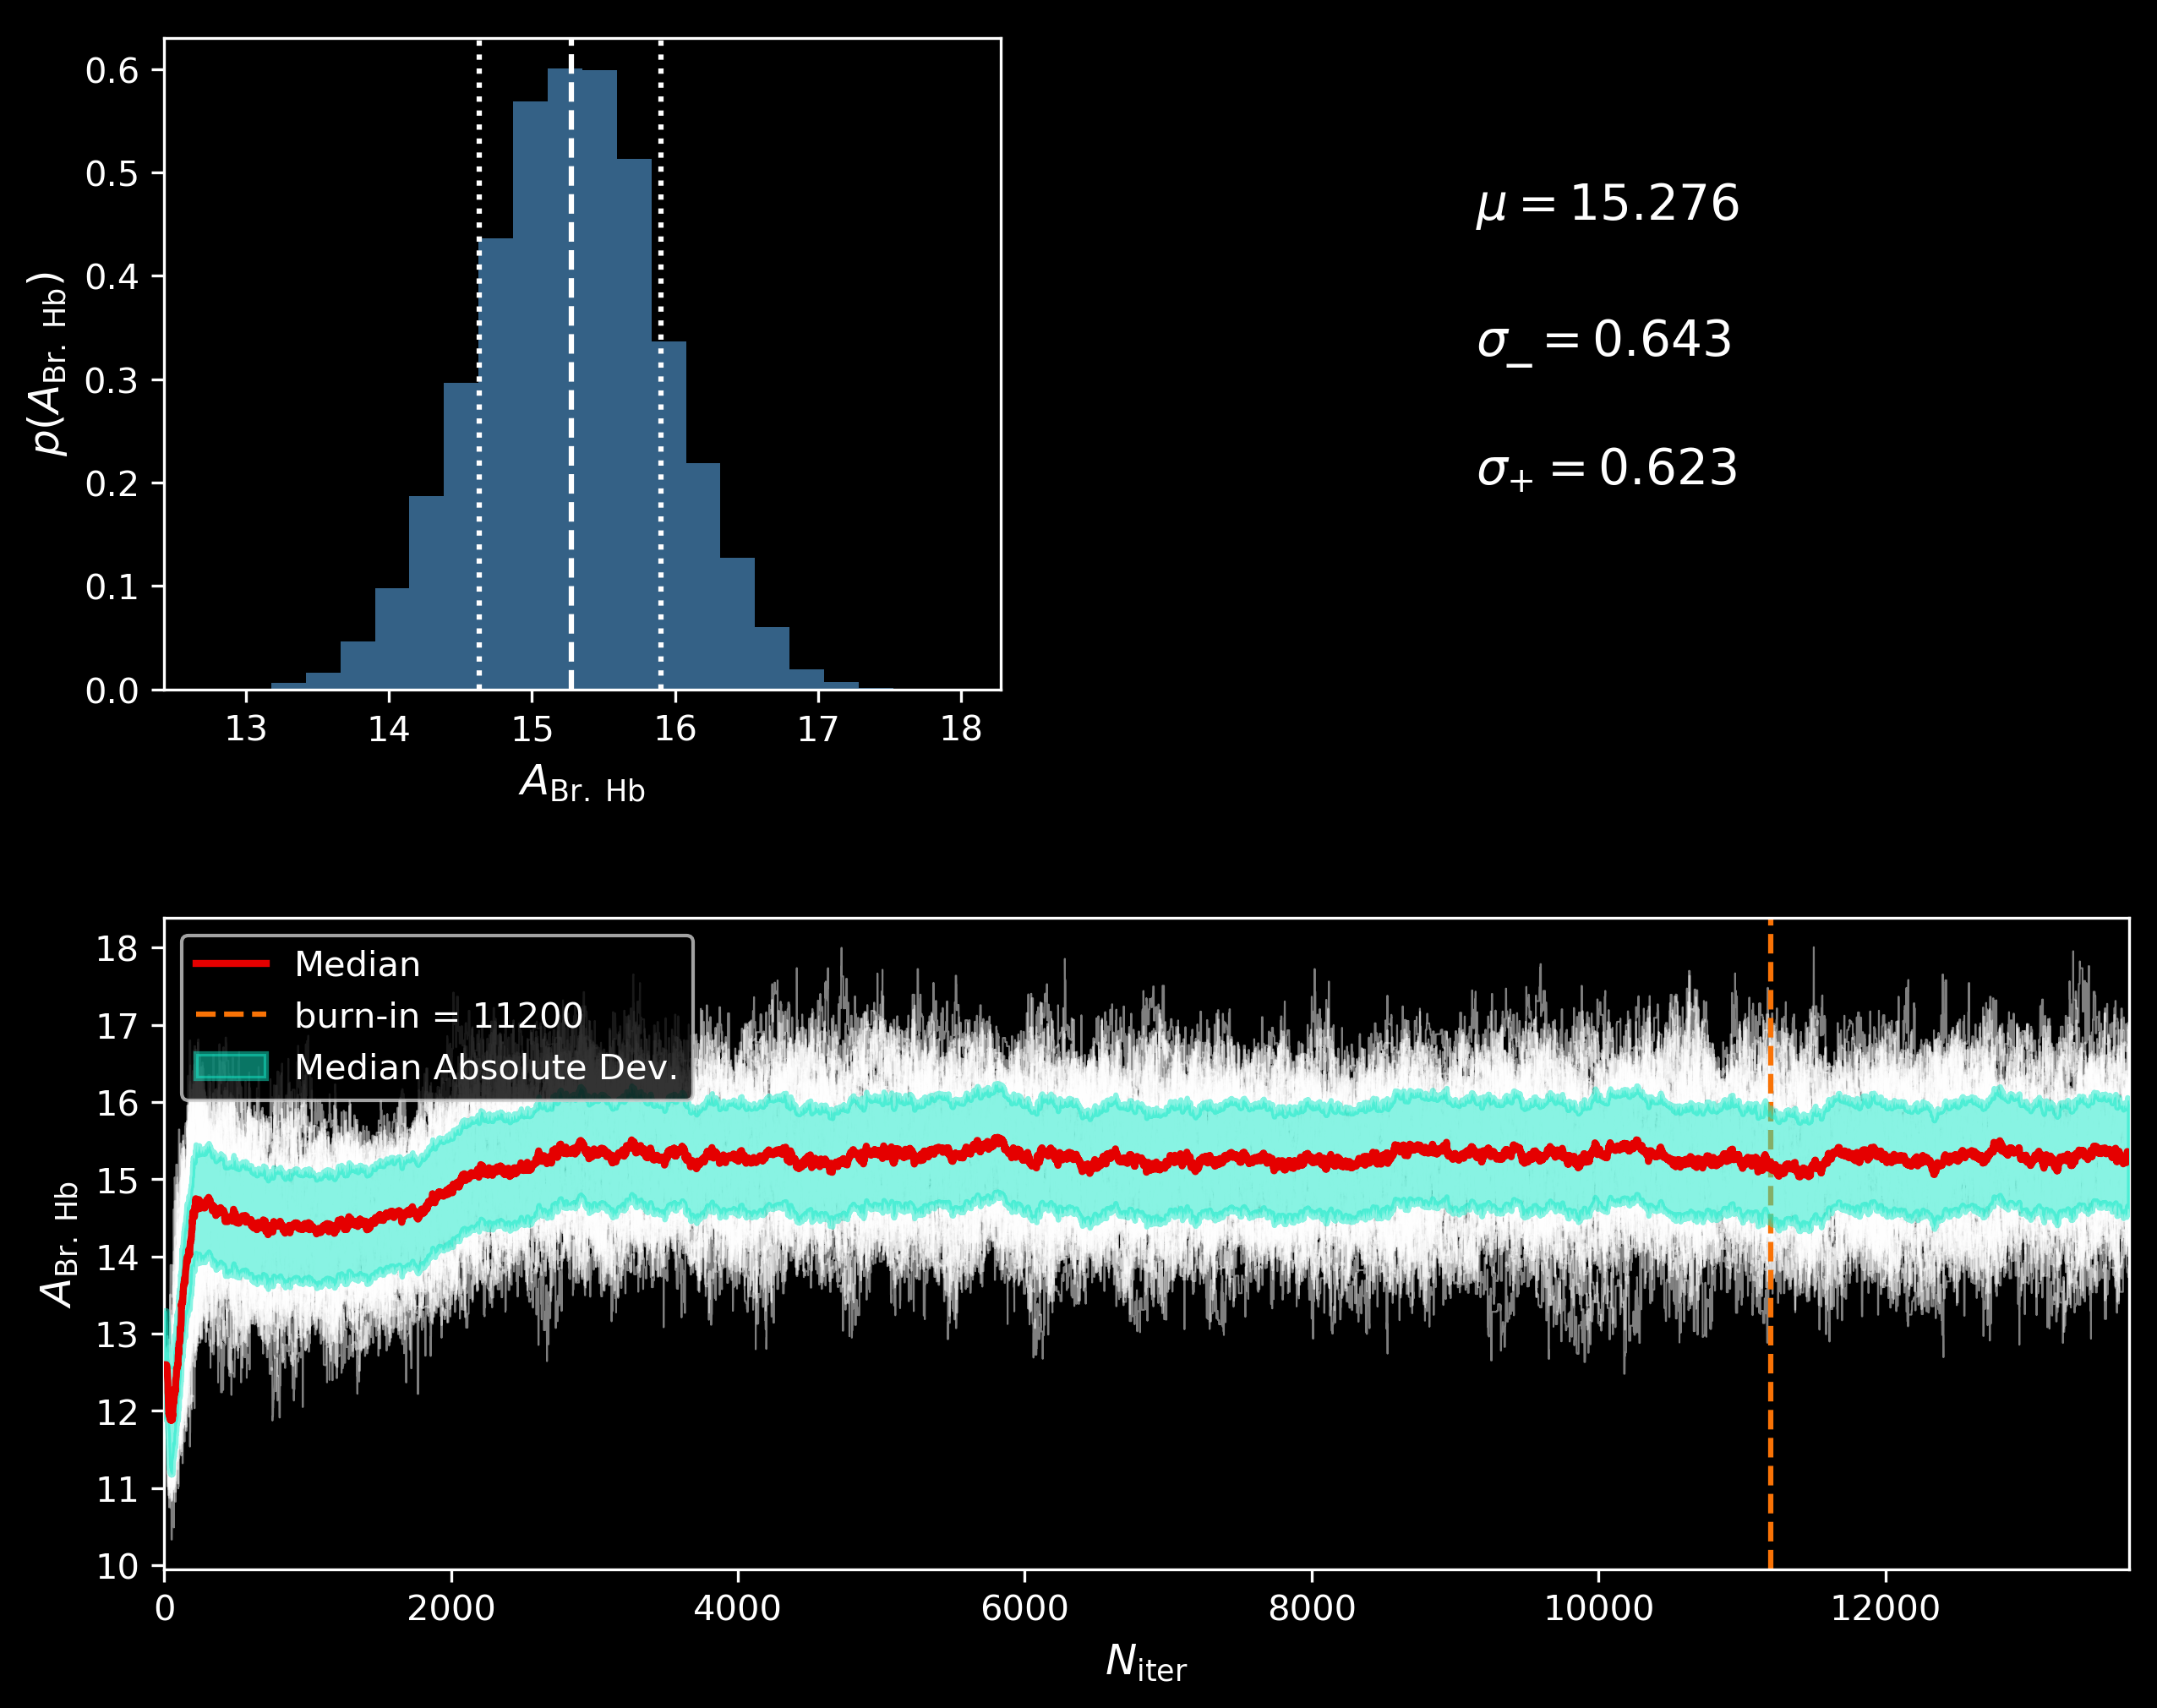 0.6
0.5
0.4
0.3
0.2
0.1
0.0
p(A_Br. Hb)
13 14 15 16 17 18
A_Br. Hb
μ = 15.276
σ_− = 0.643
σ_+ = 0.623
18
17
16
15
14
13
12
11
10
A_Br. Hb
Median
burn-in = 11200
Median Absolute Dev.
0 2000 4000 6000 8000 10000 12000
N_iter